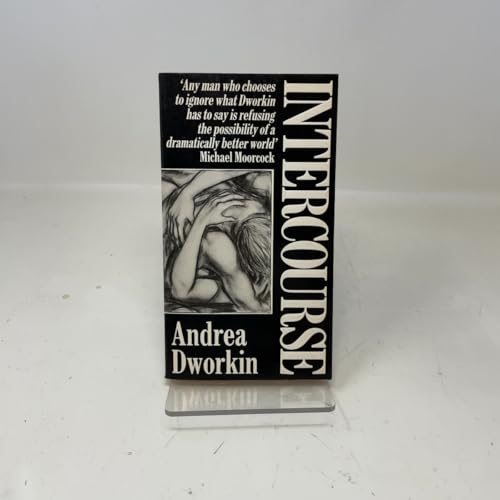 'Any man who chooses
to ignore what Dworkin
has to say is refusing
the possibility of a
dramatically better world'
Michael Moorcock
INTERCOURSE
Andrea
Dworkin